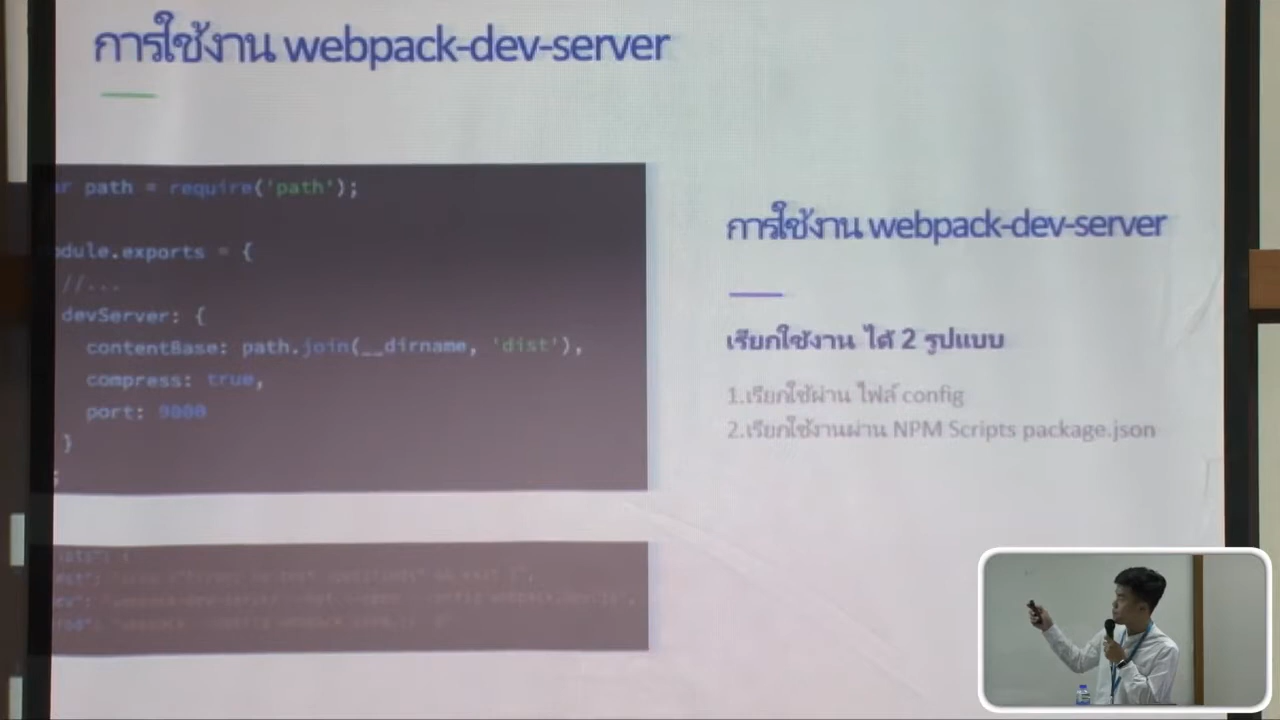 การใช้งาน webpack-dev-server
ar path = require('path');
odule.exports = {
//...
devServer: {
contentBase: path.join(__dirname, 'dist'),
compress: true,
port: 9000
}
;
การใช้งาน webpack-dev-server
เรียกใช้งาน ได้ 2 รูปแบบ
1.เรียกใช้ผ่าน ไฟล์ config
2.เรียกใช้งานผ่าน NPM Scripts package.json